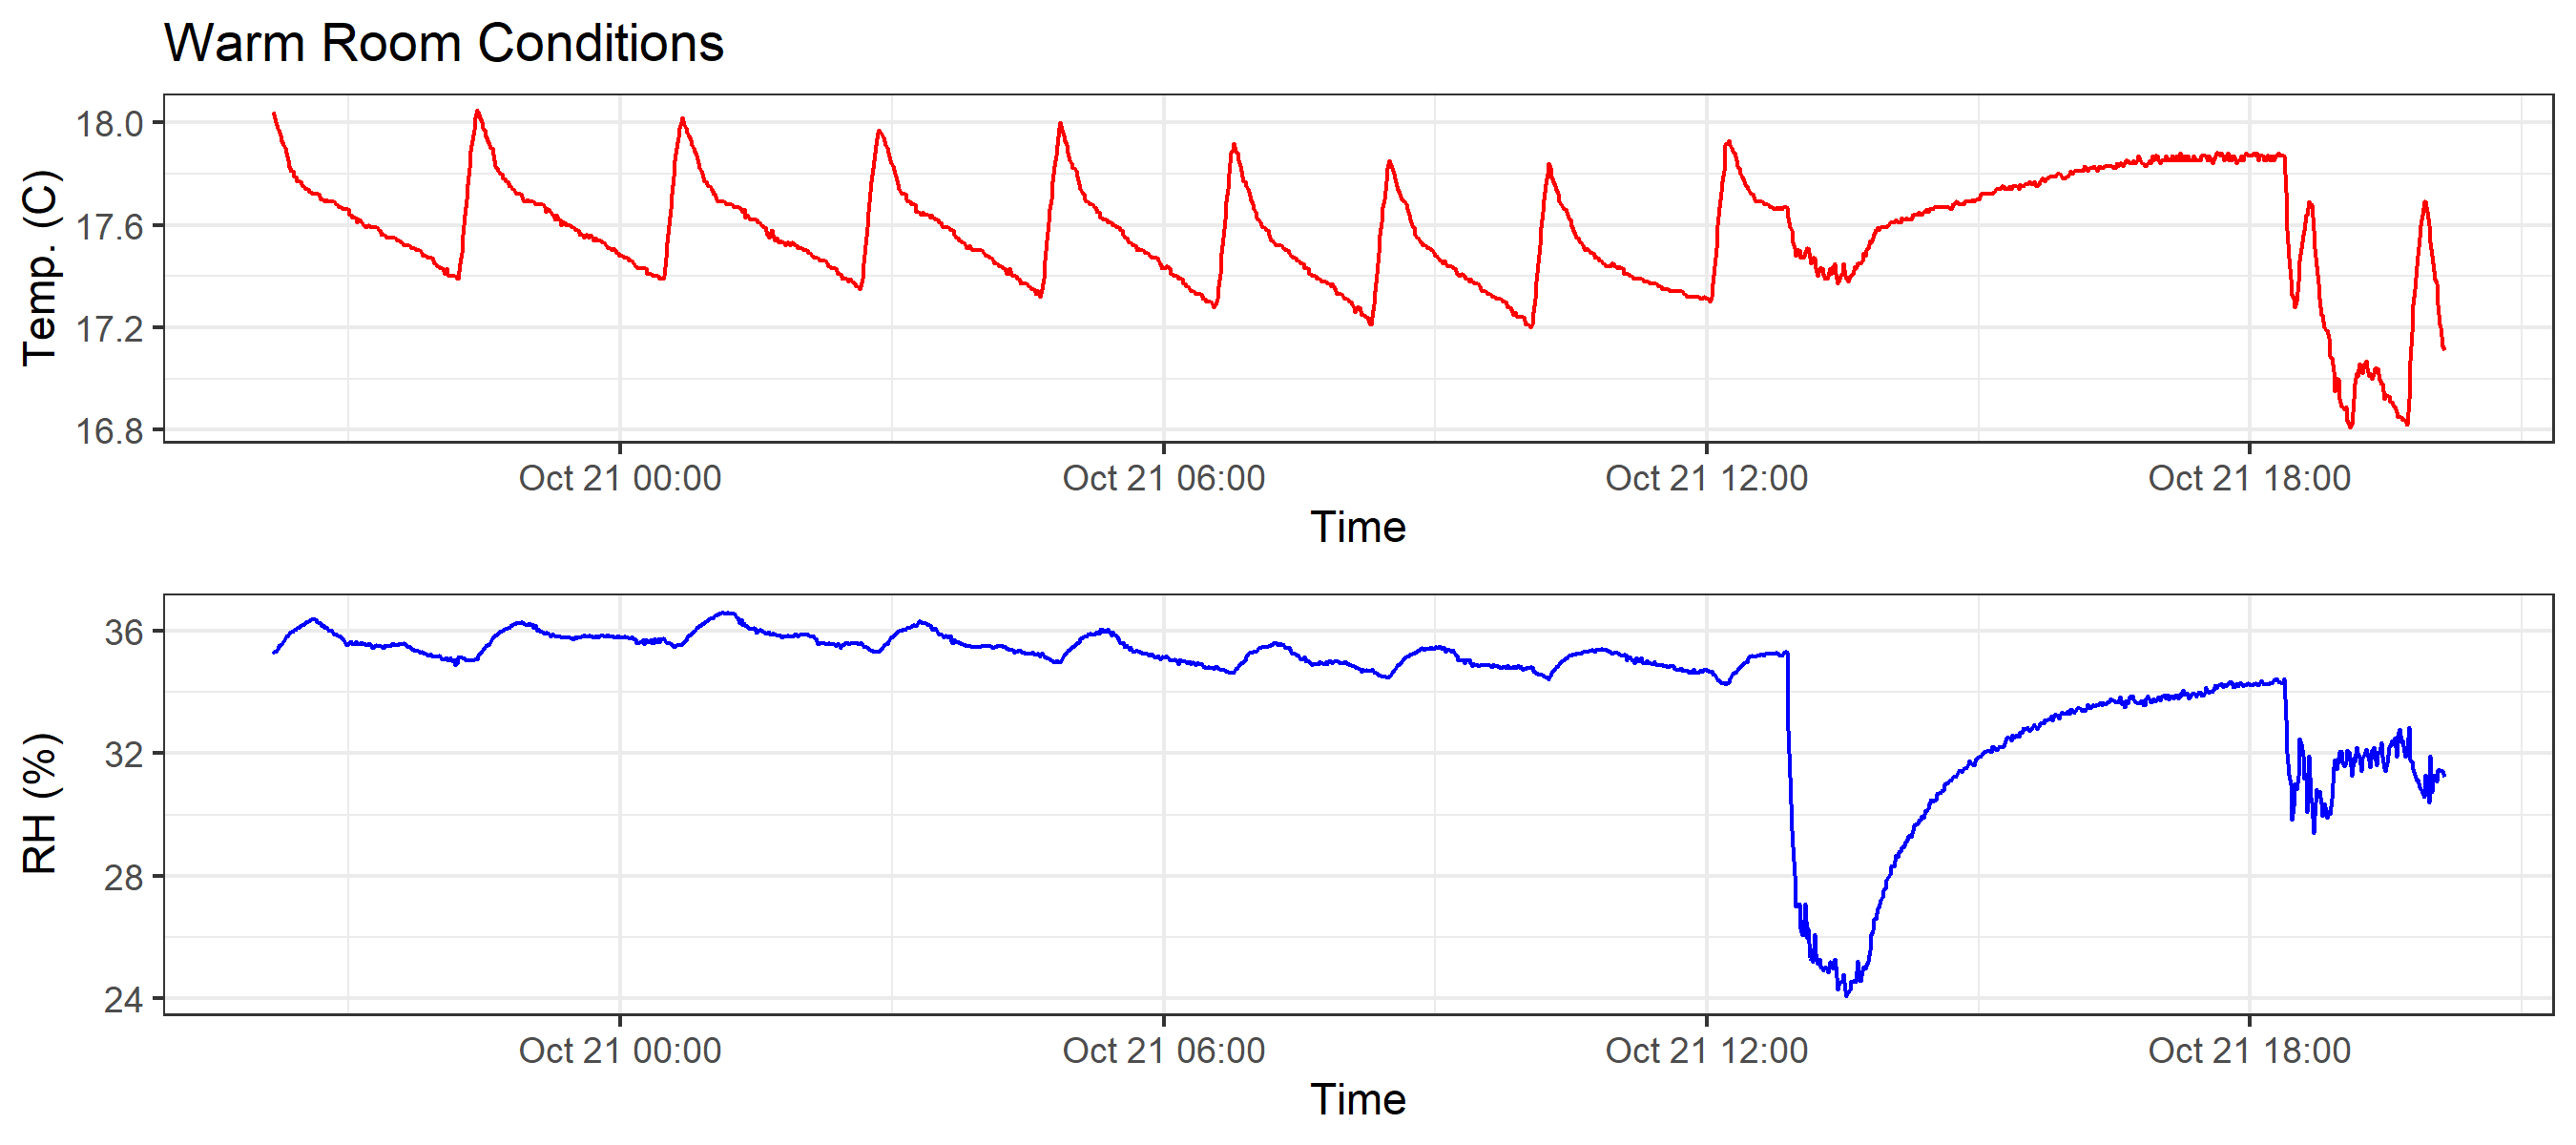 Warm Room Conditions
Temp. (C)
18.0
17.6
17.2
16.8
Oct 21 00:00 Oct 21 06:00 Oct 21 12:00 Oct 21 18:00
Time
RH (%)
36
32
28
24
Oct 21 00:00 Oct 21 06:00 Oct 21 12:00 Oct 21 18:00
Time